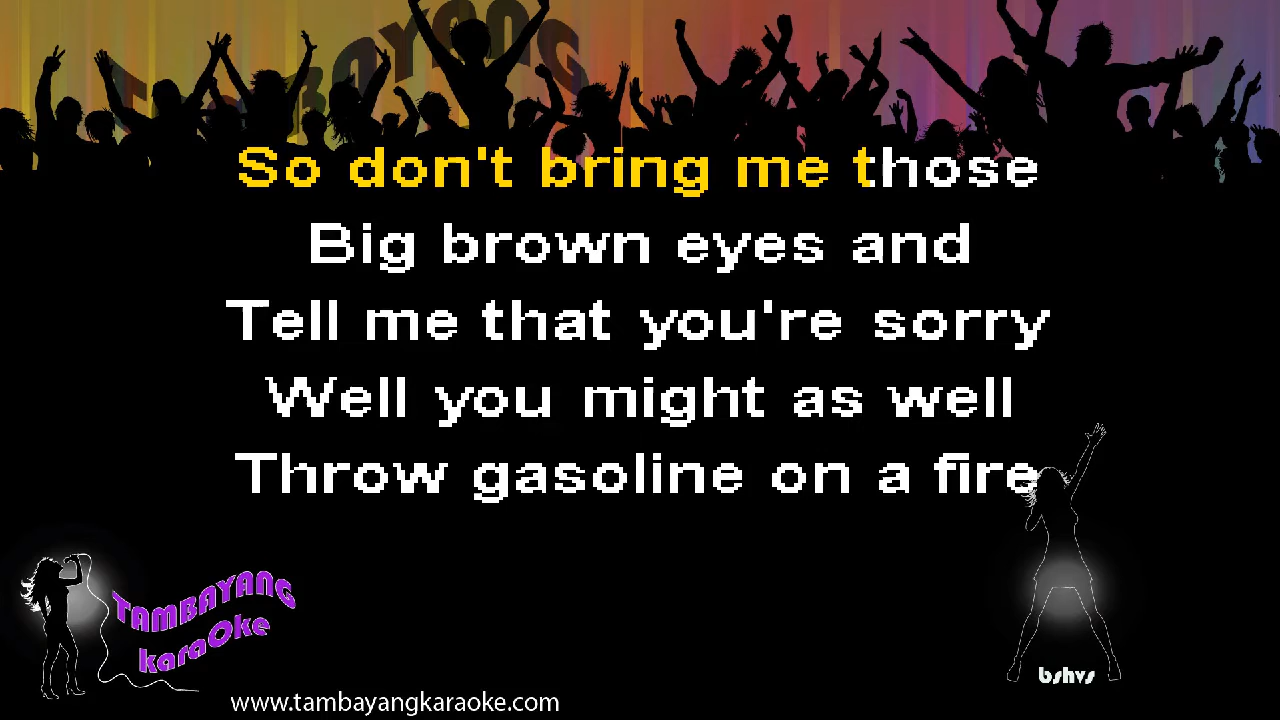 TAMBAYANG
So don't bring me those
Big brown eyes and
Tell me that you're sorry
Well you might as well
Throw gasoline on a fire
TAMBAYANG
karaOke
bshvs
www.tambayangkaraoke.com